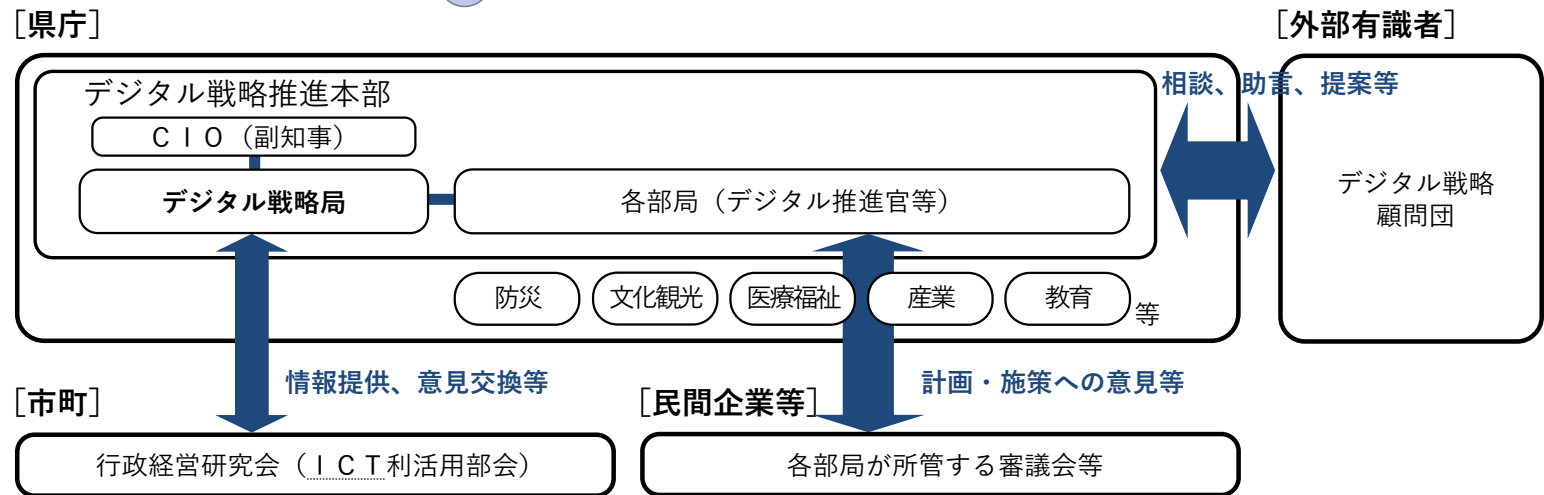 ［県庁］
［外部有識者］
デジタル戦略推進本部
相談、助言、提案等
ＣＩＯ（副知事）
デジタル戦略局
各部局（デジタル推進官等）
デジタル戦略
顧問団
防災
文化観光
医療福祉
産業
教育
等
情報提供、意見交換等
計画・施策への意見等
［市町］
［民間企業等］
行政経営研究会（ＩＣＴ利活用部会）
各部局が所管する審議会等